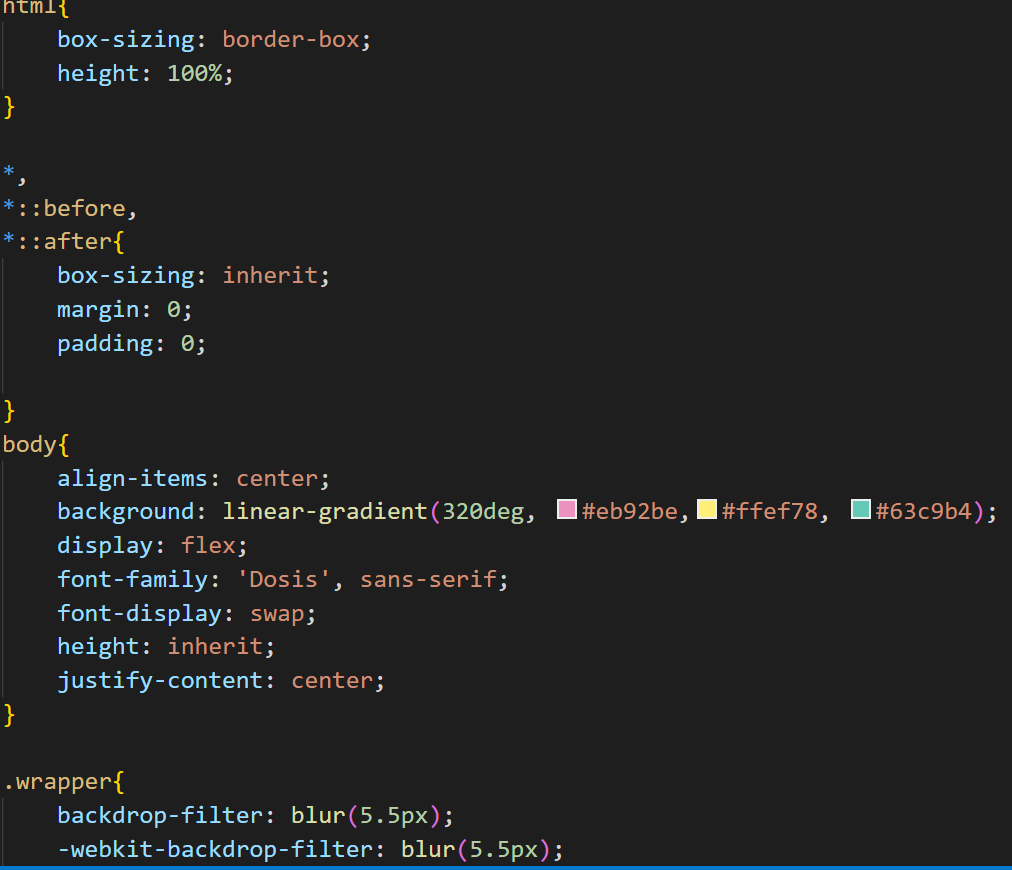 html{
    box-sizing: border-box;
    height: 100%;
}

*,
*::before,
*::after{
    box-sizing: inherit;
    margin: 0;
    padding: 0;

}
body{
    align-items: center;
    background: linear-gradient(320deg, #eb92be,#ffef78, #63c9b4);
    display: flex;
    font-family: 'Dosis', sans-serif;
    font-display: swap;
    height: inherit;
    justify-content: center;
}

.wrapper{
    backdrop-filter: blur(5.5px);
    -webkit-backdrop-filter: blur(5.5px);